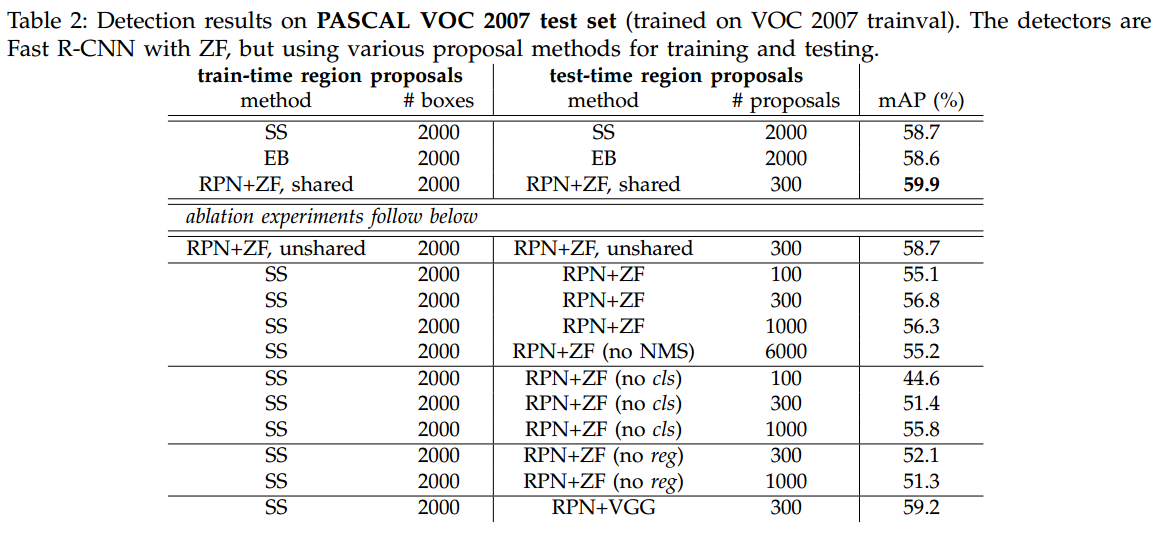 Table 2: Detection results on PASCAL VOC 2007 test set (trained on VOC 2007 trainval). The detectors are
Fast R-CNN with ZF, but using various proposal methods for training and testing.
train-time region proposals test-time region proposals
method # boxes method # proposals mAP (%)
SS 2000 SS 2000 58.7
EB 2000 EB 2000 58.6
RPN+ZF, shared 2000 RPN+ZF, shared 300 59.9
ablation experiments follow below
RPN+ZF, unshared 2000 RPN+ZF, unshared 300 58.7
SS 2000 RPN+ZF 100 55.1
SS 2000 RPN+ZF 300 56.8
SS 2000 RPN+ZF 1000 56.3
SS 2000 RPN+ZF (no NMS) 6000 55.2
SS 2000 RPN+ZF (no cls) 100 44.6
SS 2000 RPN+ZF (no cls) 300 51.4
SS 2000 RPN+ZF (no cls) 1000 55.8
SS 2000 RPN+ZF (no reg) 300 52.1
SS 2000 RPN+ZF (no reg) 1000 51.3
SS 2000 RPN+VGG 300 59.2